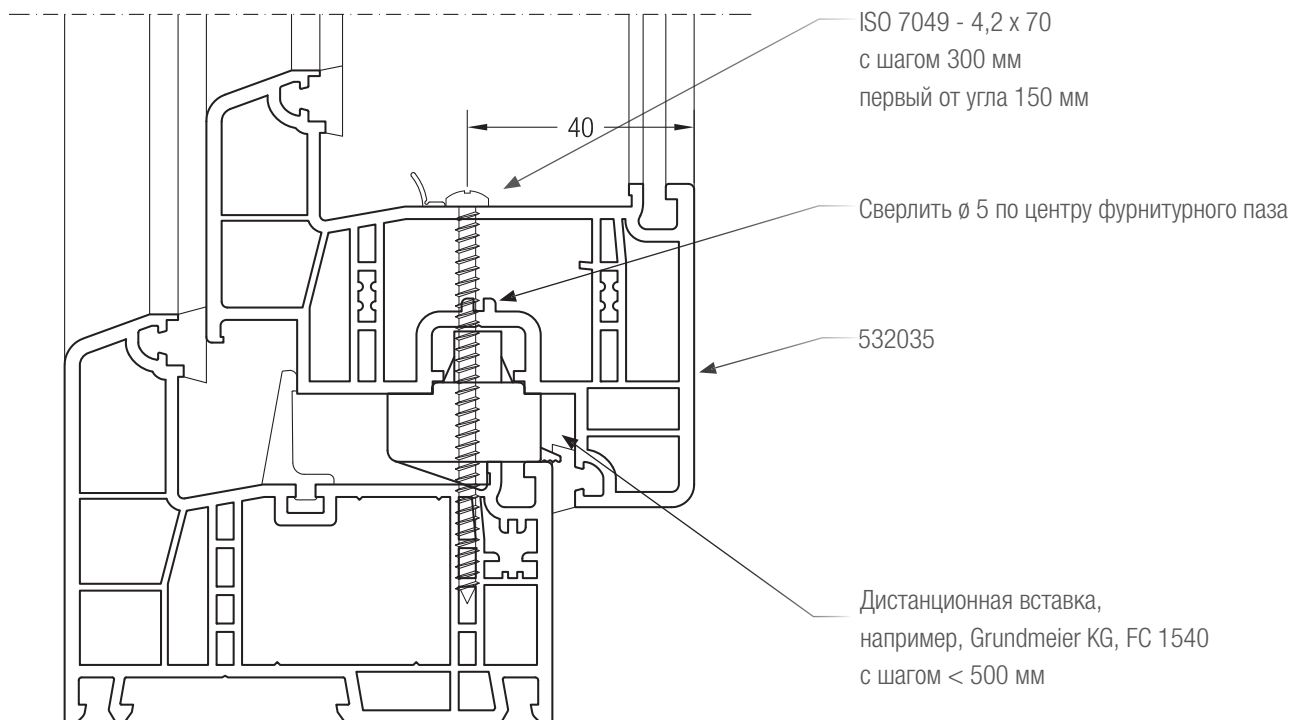 ISO 7049 - 4,2 x 70
с шагом 300 мм
первый от угла 150 мм
40
Сверлить ø 5 по центру фурнитурного паза
532035
Дистанционная вставка,
например, Grundmeier KG, FC 1540
с шагом < 500 мм